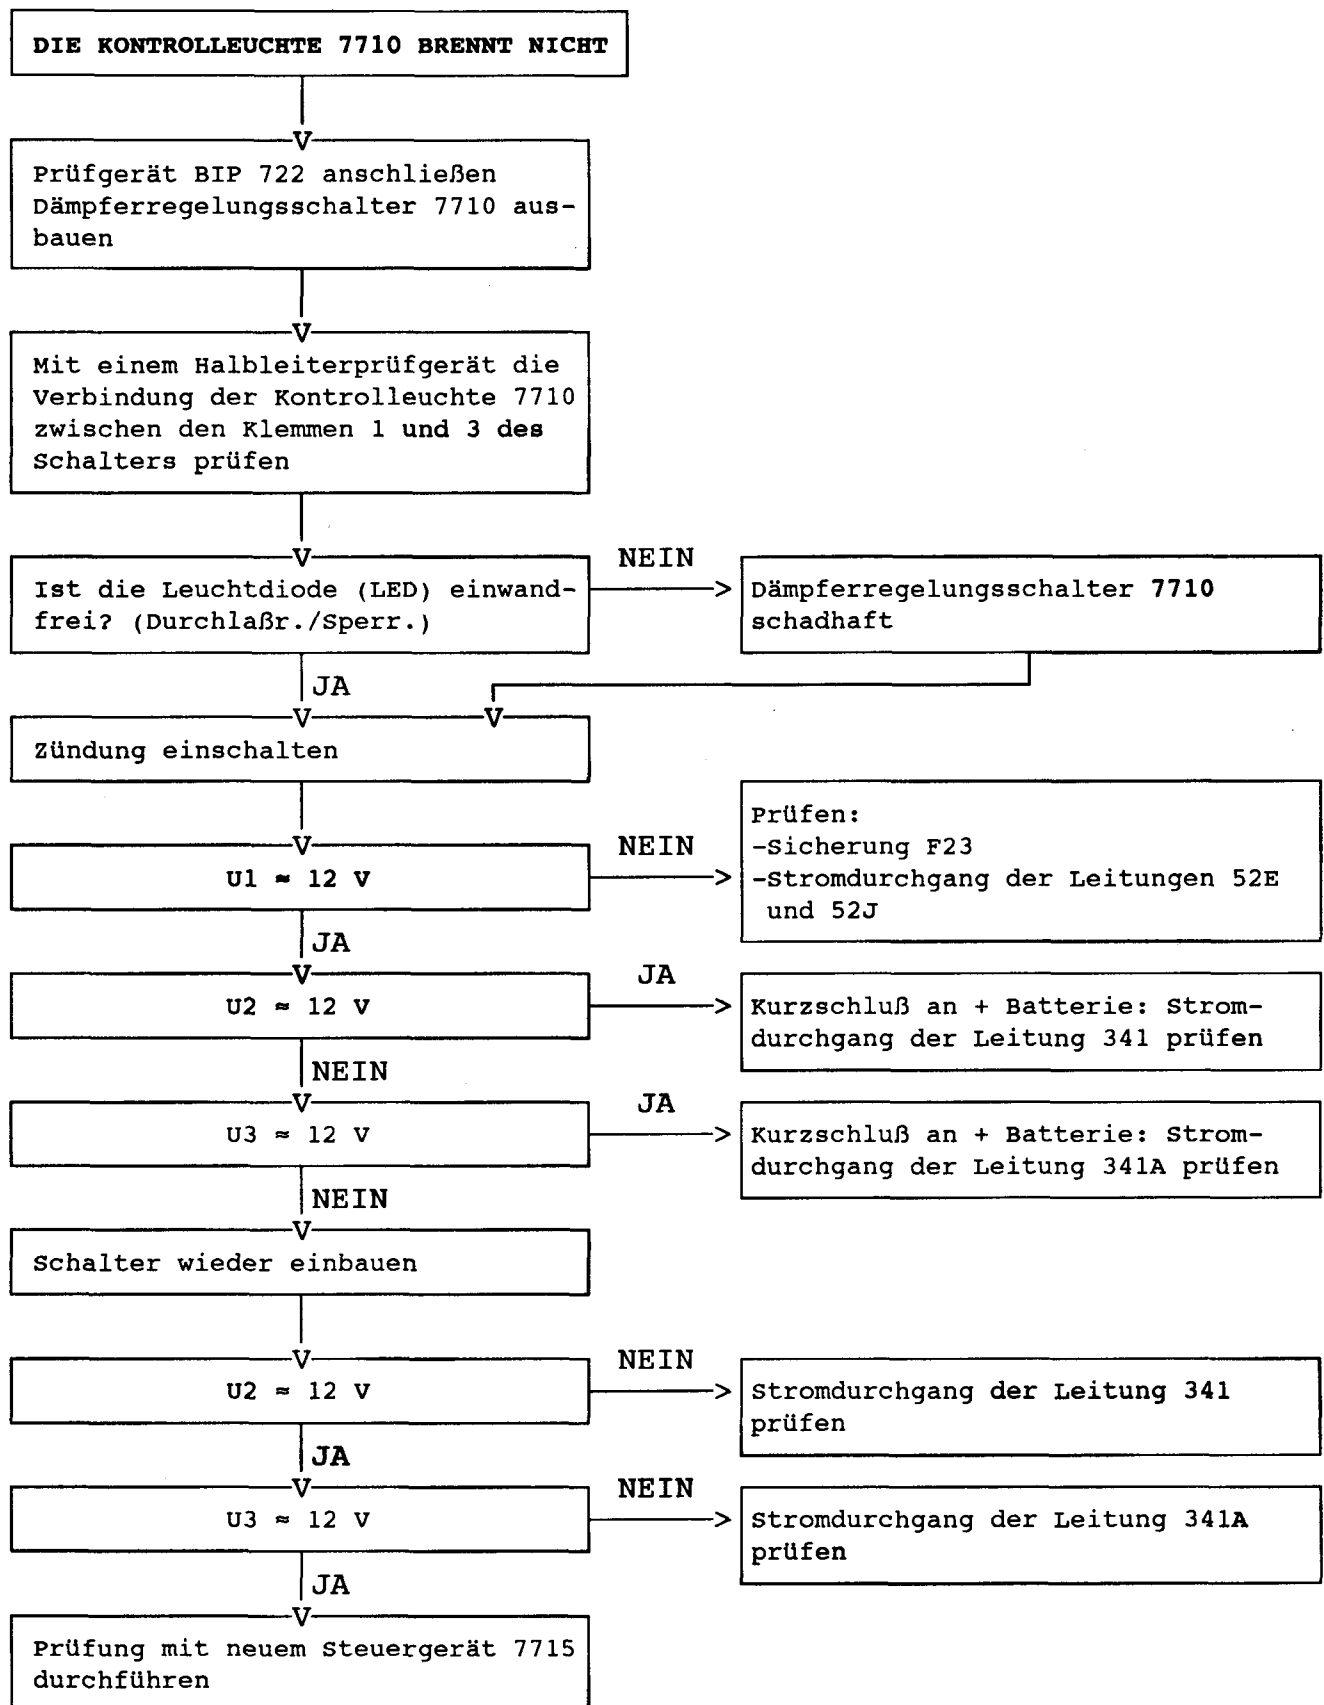 DIE KONTROLLEUCHTE 7710 BRENNT NICHT
Prüfgerät BIP 722 anschließen
Dämpferregelungsschalter 7710 aus-
bauen
Mit einem Halbleiterprüfgerät die
Verbindung der Kontrolleuchte 7710
zwischen den Klemmen 1 und 3 des
Schalters prüfen
Ist die Leuchtdiode (LED) einwand-
frei? (Durchlaßr./Sperr.)
NEIN
Dämpferregelungsschalter 7710
schadhaft
JA
Zündung einschalten
U1 ≈ 12 V
NEIN
Prüfen:
-Sicherung F23
-Stromdurchgang der Leitungen 52E
und 52J
JA
U2 ≈ 12 V
JA
Kurzschluß an + Batterie: Strom-
durchgang der Leitung 341 prüfen
NEIN
U3 ≈ 12 V
JA
Kurzschluß an + Batterie: Strom-
durchgang der Leitung 341A prüfen
NEIN
Schalter wieder einbauen
U2 ≈ 12 V
NEIN
Stromdurchgang der Leitung 341
prüfen
JA
U3 ≈ 12 V
NEIN
Stromdurchgang der Leitung 341A
prüfen
JA
Prüfung mit neuem Steuergerät 7715
durchführen